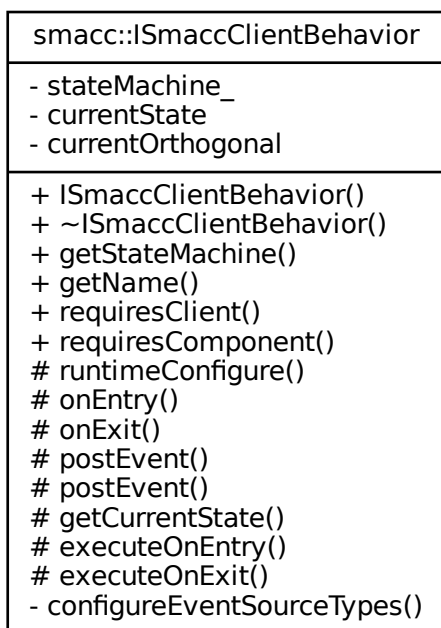 smacc::ISmaccClientBehavior
- stateMachine_
- currentState
- currentOrthogonal
+ ISmaccClientBehavior()
+ ~ISmaccClientBehavior()
+ getStateMachine()
+ getName()
+ requiresClient()
+ requiresComponent()
# runtimeConfigure()
# onEntry()
# onExit()
# postEvent()
# postEvent()
# getCurrentState()
# executeOnEntry()
# executeOnExit()
- configureEventSourceTypes()